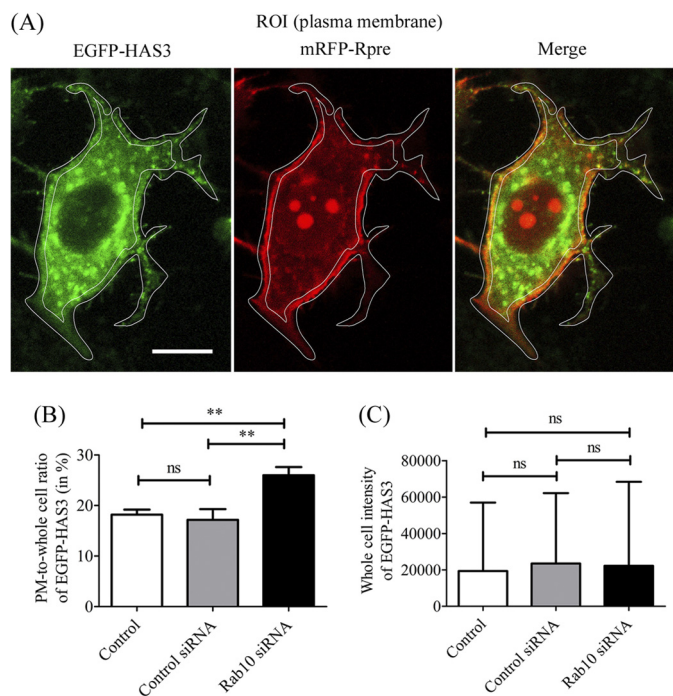 (A)
ROI (plasma membrane)
EGFP-HAS3
mRFP-Rpre
Merge
(B)
**
**
ns
PM-to-whole cell ratio
of EGFP-HAS3 (in %)
30
20
10
0
Control
Control siRNA
Rab10 siRNA
(C)
ns
ns
ns
Whole cell intensity
of EGFP-HAS3
80000
60000
40000
20000
0
Control
Control siRNA
Rab10 siRNA